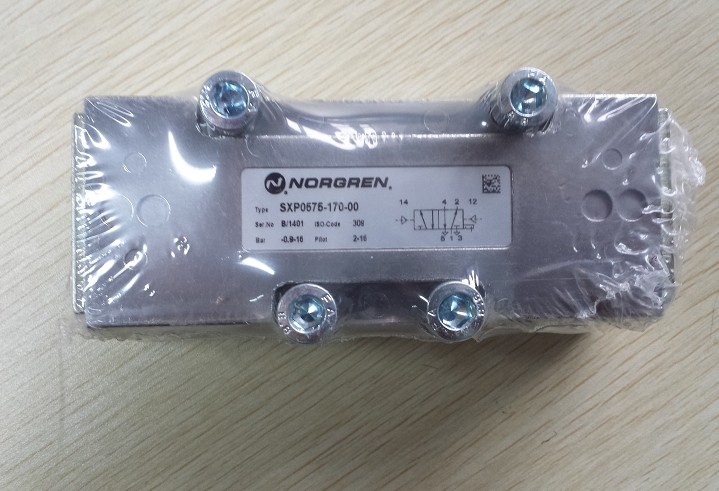 NORGREN.
Type SXP0575-170-00
Ser.No B/1401 ISO-Code 309
Bar -0.9-16 Pilot 2-16
14 4 2 12
5 1 3